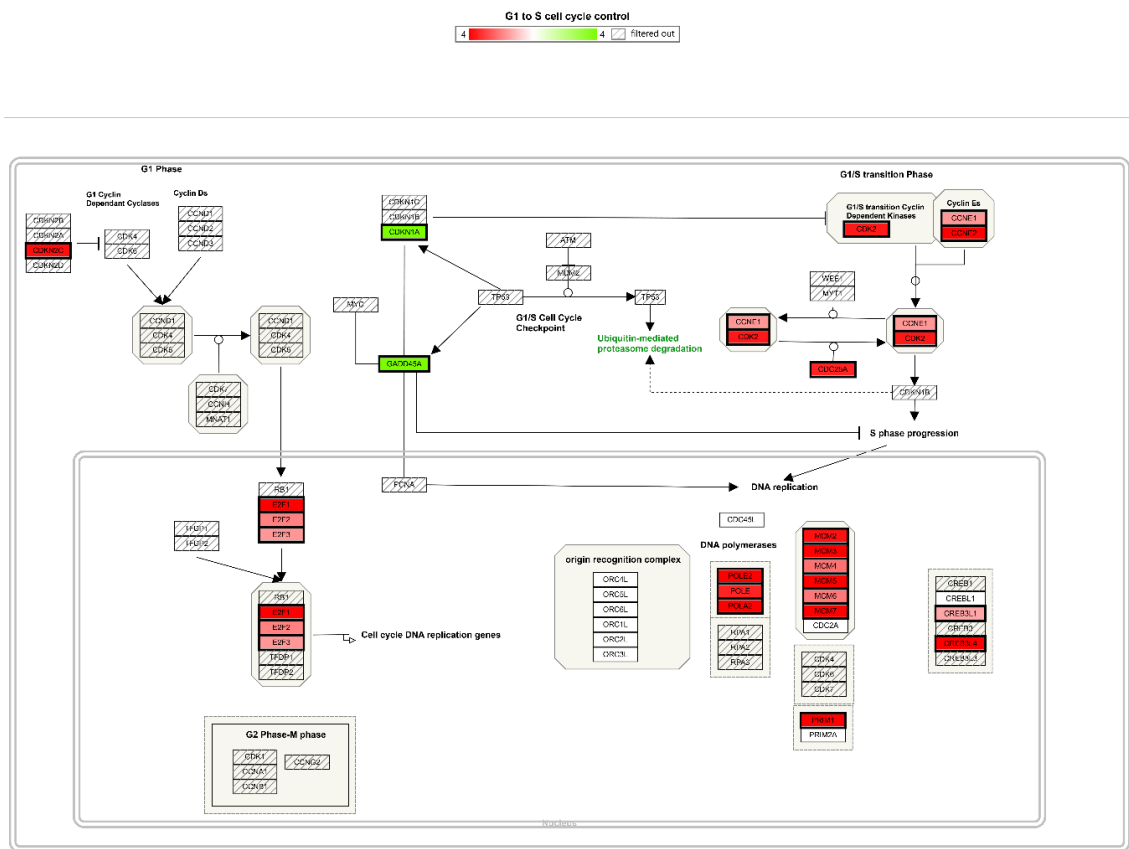 G1 to S cell cycle control
4 4 filtered out
G1 Phase
G1/S transition Phase
G1 Cyclin
Dependant Cyclases
Cyclin Ds
CDKN2B
CDKN2A
CDKN2C
CDKN2D
CDK4
CDK6
CCND1
CCND2
CCND3
CDKN1C
CDKN1B
CDKN1A
ATM
MDM2
TP53
TP53
MYC
G1/S Cell Cycle
Checkpoint
Ubiquitin-mediated
proteasome degradation
G1/S transition Cyclin
Dependent Kinases
CDK2
Cyclin Es
CCNE1
CCNE2
WEE1
MYT1
CCNE1
CDK2
CCNE1
CDK2
CDC25A
CDKN1B
S phase progression
CCND1
CDK4
CDK6
CCND1
CDK4
CDK6
CDK7
CCNH
MNAT1
GADD45A
PCNA
DNA replication
RB1
E2F1
E2F2
E2F3
TFDP1
TFDP2
RB1
E2F1
E2F2
E2F3
TFDP1
TFDP2
Cell cycle DNA replication genes
CDC45L
origin recognition complex
ORC4L
ORC5L
ORC6L
ORC1L
ORC2L
ORC3L
DNA polymerases
POLE2
POLE
POLA2
RPA1
RPA2
RPA3
MCM2
MCM3
MCM4
MCM5
MCM6
MCM7
CDC2A
CDK4
CDK6
CDK7
PRIM1
PRIM2A
CREB1
CREBL1
CREB3L1
CREB3
CREB3L4
CREB3L3
G2 Phase-M phase
CDK1
CCNA1
CCNB1
CCNG2
Nucleus